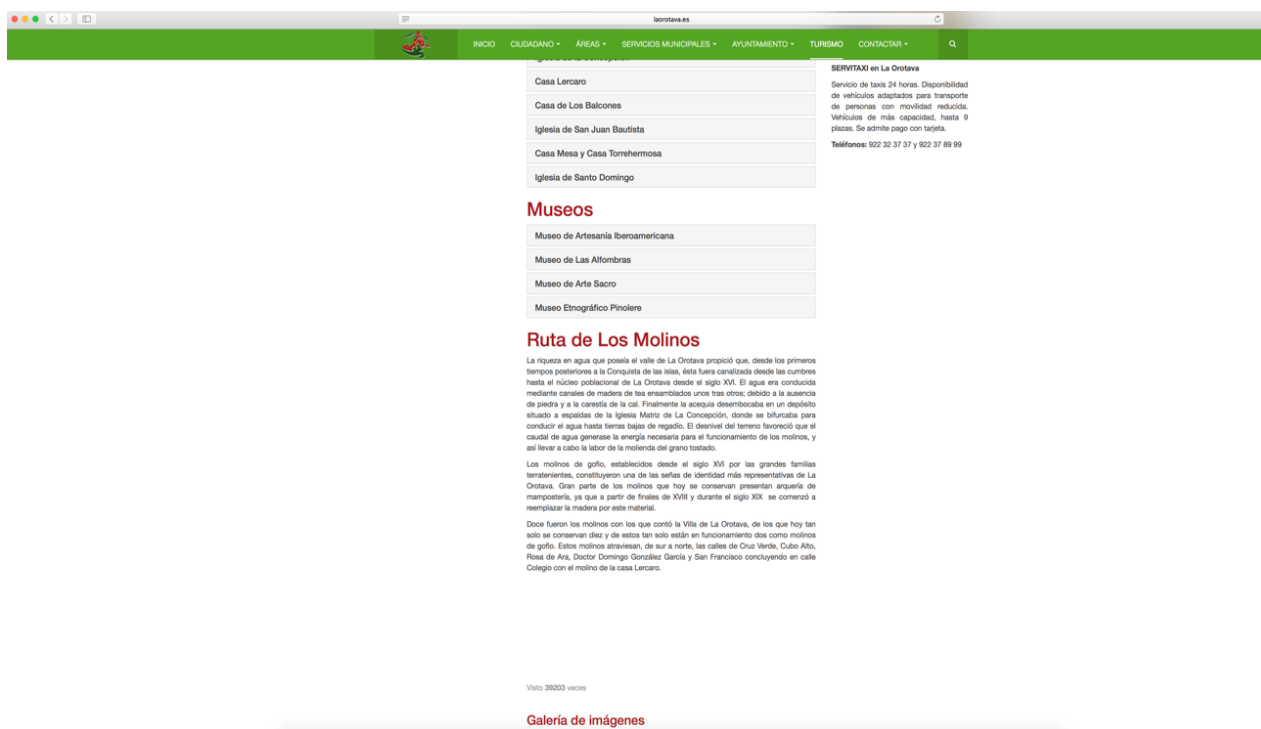 laorotava.es
INICIO CIUDADANO ÁREAS SERVICIOS MUNICIPALES AYUNTAMIENTO TURISMO CONTACTAR
Casa Lercaro
Casa de Los Balcones
Iglesia de San Juan Bautista
Casa Mesa y Casa Torrehermosa
Iglesia de Santo Domingo
Museos
Museo de Artesanía Iberoamericana
Museo de Las Alfombras
Museo de Arte Sacro
Museo Etnográfico Pinolere
Ruta de Los Molinos
La riqueza en agua que poseía el valle de La Orotava propició que, desde los primeros
tiempos posteriores a la Conquista de las islas, ésta fuera canalizada desde las cumbres
hasta el núcleo poblacional de La Orotava desde el siglo XVI. El agua era conducida
mediante canales de madera de tea ensamblados unos tras otros; debido a la ausencia
de piedra y a la carestía de la cal. Finalmente la acequia desembocaba en un depósito
situado a espaldas de la Iglesia Matriz de La Concepción, donde se bifurcaba para
conducir el agua hasta tierras bajas de regadío. El desnivel del terreno favoreció que el
caudal de agua generase la energía necesaria para el funcionamiento de los molinos, y
así llevar a cabo la labor de la molienda del grano tostado.
Los molinos de gofio, establecidos desde el siglo XVI por las grandes familias
terratenientes, constituyeron una de las señas de identidad más representativas de La
Orotava. Gran parte de los molinos que hoy se conservan presentan arquería de
mampostería, ya que a partir de finales de XVIII y durante el siglo XIX se comenzó a
reemplazar la madera por este material.
Doce fueron los molinos con los que contó la Villa de La Orotava, de los que hoy tan
solo se conservan diez y de estos tan solo están en funcionamiento dos como molinos
de gofio. Estos molinos atraviesan, de sur a norte, las calles de Cruz Verde, Cubo Alto,
Rosa de Ara, Doctor Domingo González García y San Francisco concluyendo en calle
Colegio con el molino de la casa Lercaro.
Visto 39203 veces
Galería de imágenes
SERVITAXI en La Orotava
Servicio de taxis 24 horas. Disponibilidad
de vehículos adaptados para transporte
de personas con movilidad reducida.
Vehículos de más capacidad, hasta 9
plazas. Se admite pago con tarjeta.
Teléfonos: 922 32 37 37 y 922 37 89 99